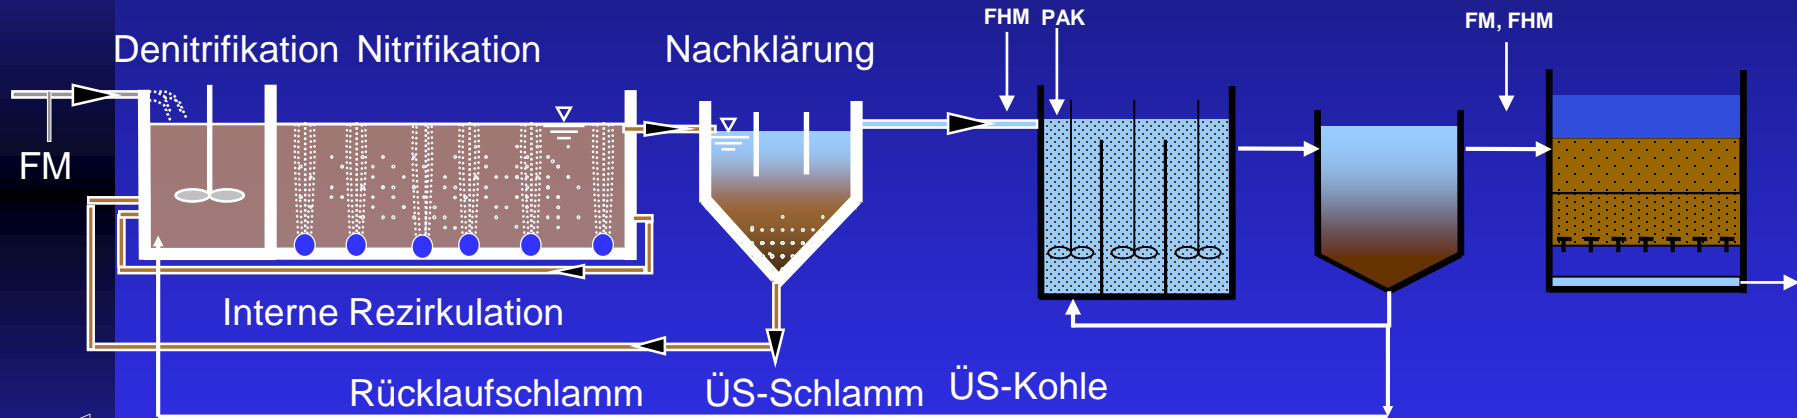 FHM PAK
FM, FHM
Denitrifikation Nitrifikation
Nachklärung
FM
Interne Rezirkulation
Rücklaufschlamm
ÜS-Schlamm
ÜS-Kohle